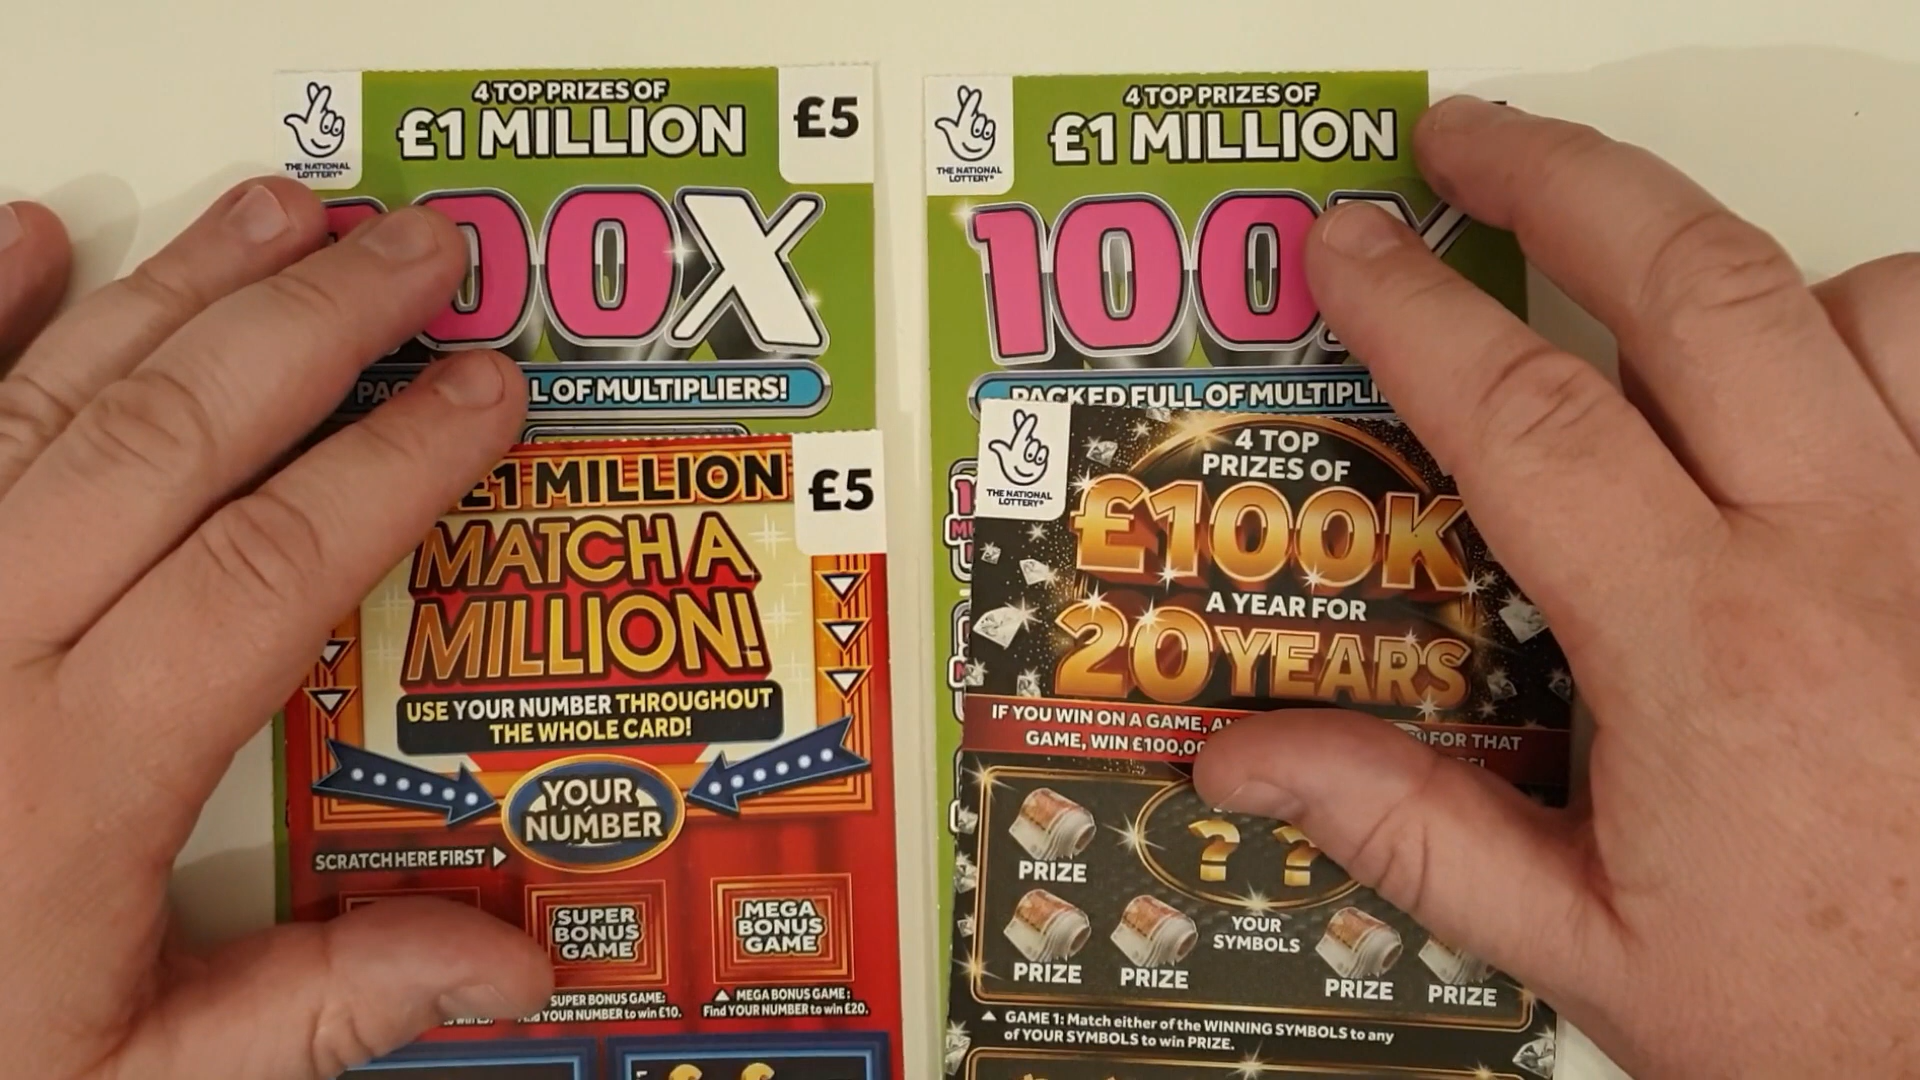 4 TOP PRIZES OF
£1 MILLION
£5
THE NATIONAL
LOTTERY®
00X
OF MULTIPLIERS!
£1 MILLION
£5
MATCH A
MILLION!
USE YOUR NUMBER THROUGHOUT
THE WHOLE CARD!
YOUR
NUMBER
SCRATCH HERE FIRST
SUPER
BONUS
GAME
MEGA
BONUS
GAME
SUPER BONUS GAME:
YOUR NUMBER to win £10.
MEGA BONUS GAME:
Find YOUR NUMBER to win £20.
4 TOP PRIZES OF
£1 MILLION
THE NATIONAL
LOTTERY®
100X
PACKED FULL OF
THE NATIONAL
LOTTERY®
4 TOP
PRIZES OF
£100K
A YEAR FOR
20 YEARS
IF YOU WIN ON A GAME,
FOR THAT
GAME, WIN
PRIZE
? ?
PRIZE
PRIZE
YOUR
SYMBOLS
PRIZE
PRIZE
GAME 1: Match either of the WINNING SYMBOLS to any
of YOUR SYMBOLS to win PRIZE.